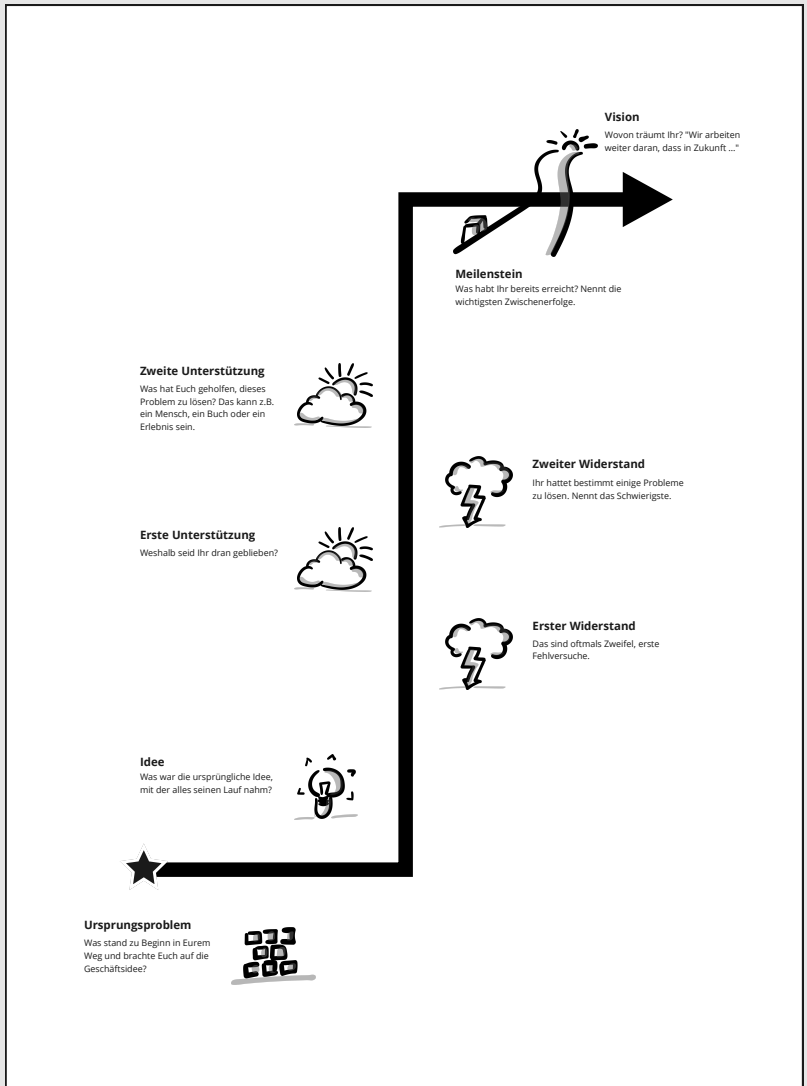 Vision
Wovon träumt Ihr? "Wir arbeiten
weiter daran, dass in Zukunft ..."
Meilenstein
Was habt Ihr bereits erreicht? Nennt die
wichtigsten Zwischenerfolge.
Zweite Unterstützung
Was hat Euch geholfen, dieses
Problem zu lösen? Das kann z.B.
ein Mensch, ein Buch oder ein
Erlebnis sein.
Zweiter Widerstand
Ihr hattet bestimmt einige Probleme
zu lösen. Nennt das Schwierigste.
Erste Unterstützung
Weshalb seid Ihr dran geblieben?
Erster Widerstand
Das sind oftmals Zweifel, erste
Fehlversuche.
Idee
Was war die ursprüngliche Idee,
mit der alles seinen Lauf nahm?
Ursprungsproblem
Was stand zu Beginn in Eurem
Weg und brachte Euch auf die
Geschäftsidee?